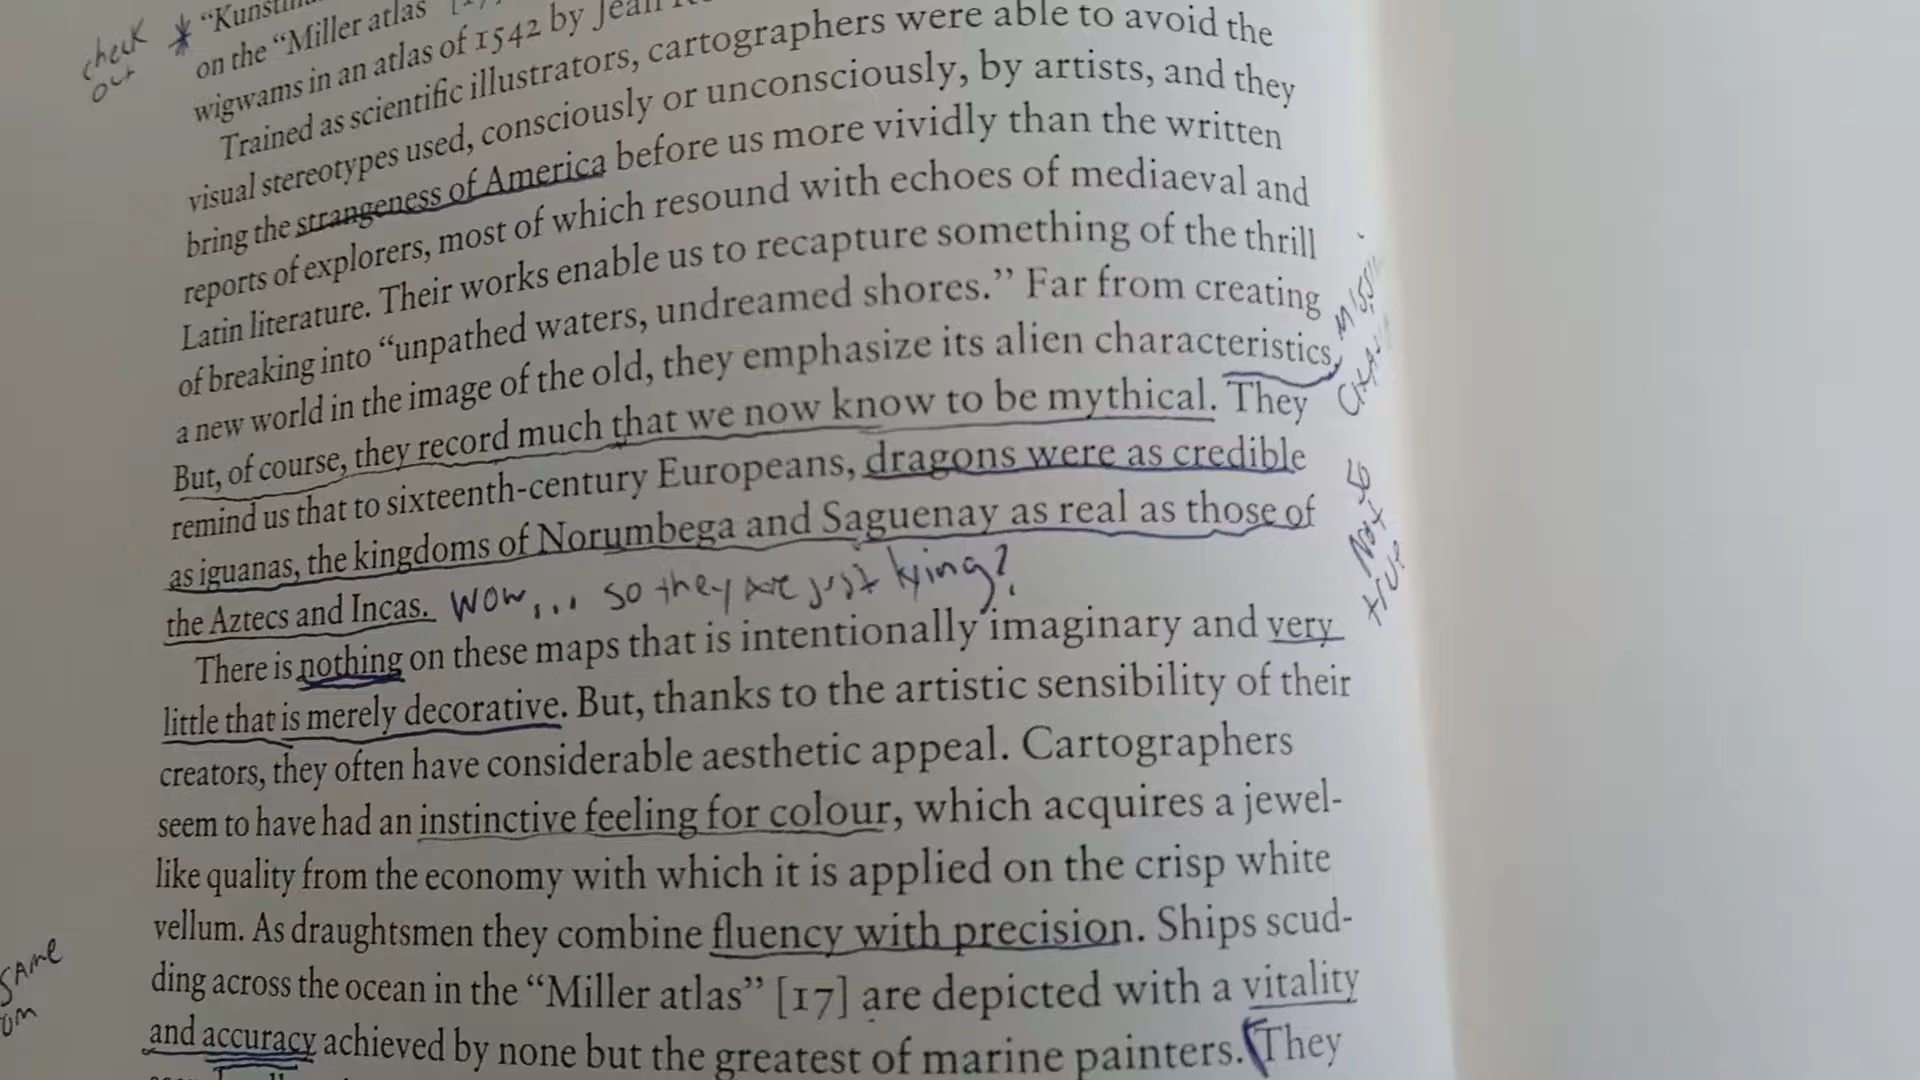 check
out
* "Kunst
on the "Miller atlas
wigwams in an atlas of 1542 by Jean
Trained as scientific illustrators, cartographers were able to avoid the
visual stereotypes used, consciously or unconsciously, by artists, and they
bring the strangeness of America before us more vividly than the written
reports of explorers, most of which resound with echoes of mediaeval and
Latin literature. Their works enable us to recapture something of the thrill
of breaking into "unpathed waters, undreamed shores." Far from creating
a new world in the image of the old, they emphasize its alien characteristics.
But, of course, they record much that we now know to be mythical. They
remind us that to sixteenth-century Europeans, dragons were as credible
as iguanas, the kingdoms of Norumbega and Saguenay as real as those of
the Aztecs and Incas. wow... so they are just lying?
There is nothing on these maps that is intentionally imaginary and very
little that is merely decorative. But, thanks to the artistic sensibility of their
creators, they often have considerable aesthetic appeal. Cartographers
seem to have had an instinctive feeling for colour, which acquires a jewel-
like quality from the economy with which it is applied on the crisp white
vellum. As draughtsmen they combine fluency with precision. Ships scud-
ding across the ocean in the "Miller atlas" [17] are depicted with a vitality
and accuracy achieved by none but the greatest of marine painters. They
Not
true
SAME